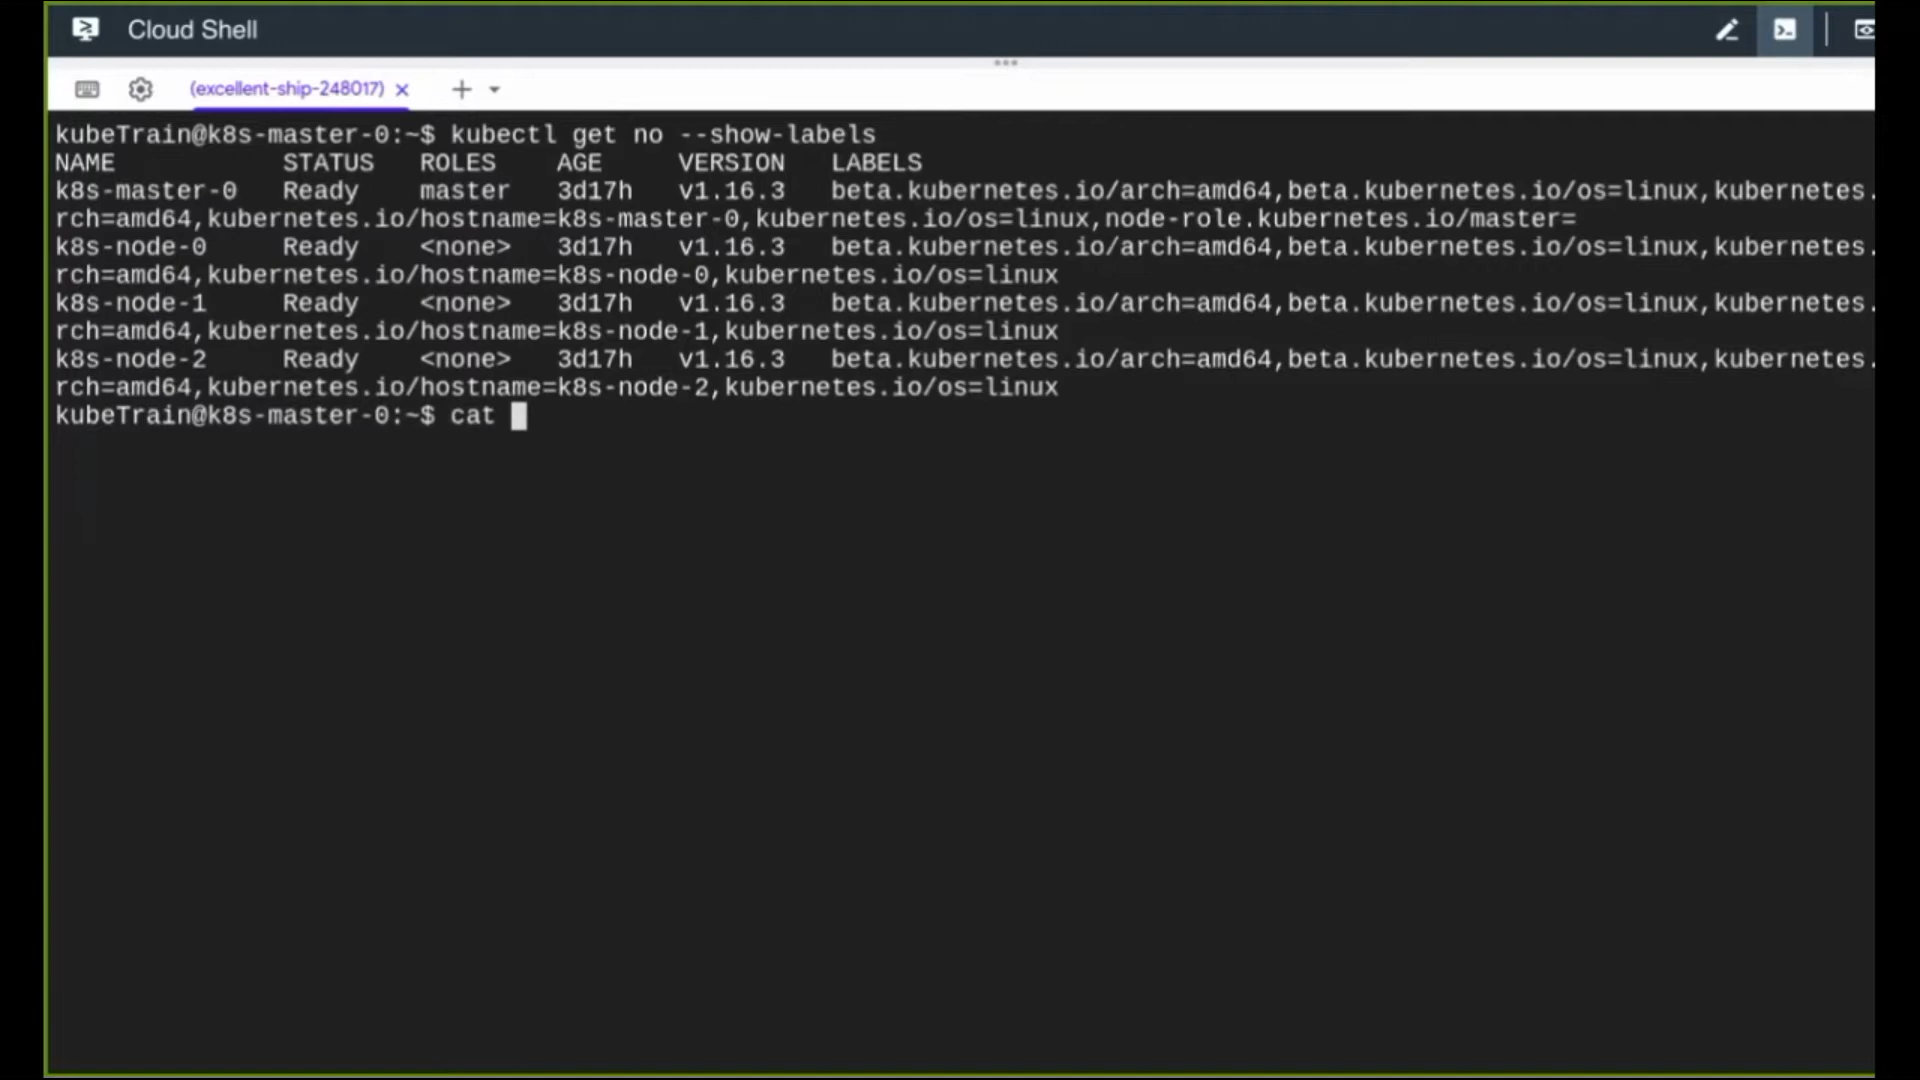 Cloud Shell
(excellent-ship-248017)
kubeTrain@k8s-master-0:~$ kubectl get no --show-labels
NAME STATUS ROLES AGE VERSION LABELS
k8s-master-0 Ready master 3d17h v1.16.3 beta.kubernetes.io/arch=amd64,beta.kubernetes.io/os=linux,kubernetes.
rch=amd64,kubernetes.io/hostname=k8s-master-0,kubernetes.io/os=linux,node-role.kubernetes.io/master=
k8s-node-0 Ready <none> 3d17h v1.16.3 beta.kubernetes.io/arch=amd64,beta.kubernetes.io/os=linux,kubernetes.
rch=amd64,kubernetes.io/hostname=k8s-node-0,kubernetes.io/os=linux
k8s-node-1 Ready <none> 3d17h v1.16.3 beta.kubernetes.io/arch=amd64,beta.kubernetes.io/os=linux,kubernetes.
rch=amd64,kubernetes.io/hostname=k8s-node-1,kubernetes.io/os=linux
k8s-node-2 Ready <none> 3d17h v1.16.3 beta.kubernetes.io/arch=amd64,beta.kubernetes.io/os=linux,kubernetes.
rch=amd64,kubernetes.io/hostname=k8s-node-2,kubernetes.io/os=linux
kubeTrain@k8s-master-0:~$ cat